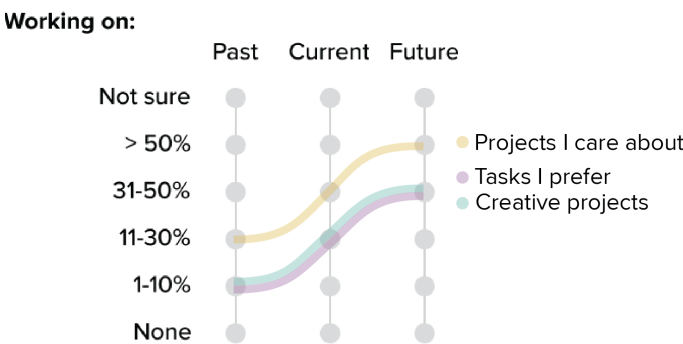 Working on:
Past Current Future
Not sure
> 50%
Projects I care about
31-50%
Tasks I prefer
Creative projects
11-30%
1-10%
None